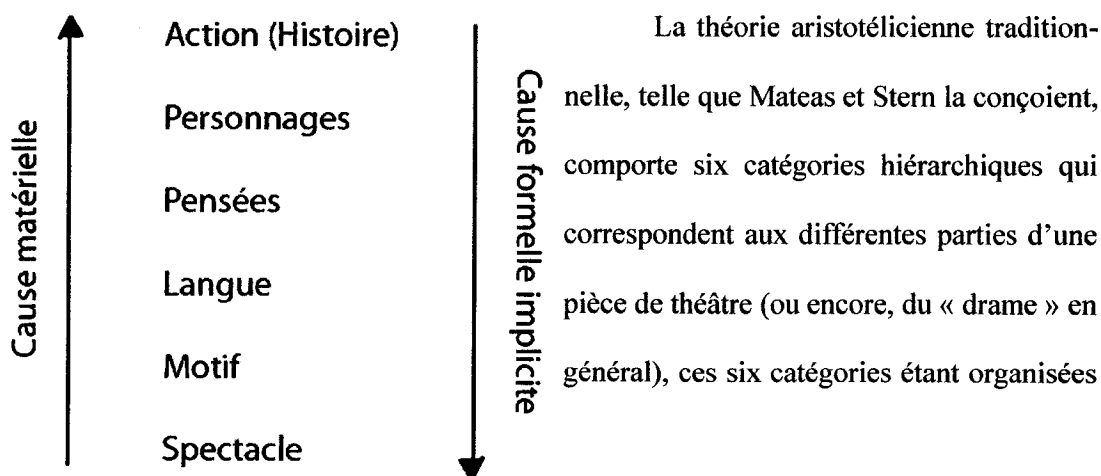 Cause matérielle
Action (Histoire)
Personnages
Pensées
Langue
Motif
Spectacle
Cause formelle implicite
La théorie aristotélicienne tradition-
nelle, telle que Mateas et Stern la conçoient,
comporte six catégories hiérarchiques qui
correspondent aux différentes parties d'une
pièce de théâtre (ou encore, du « drame » en
général), ces six catégories étant organisées